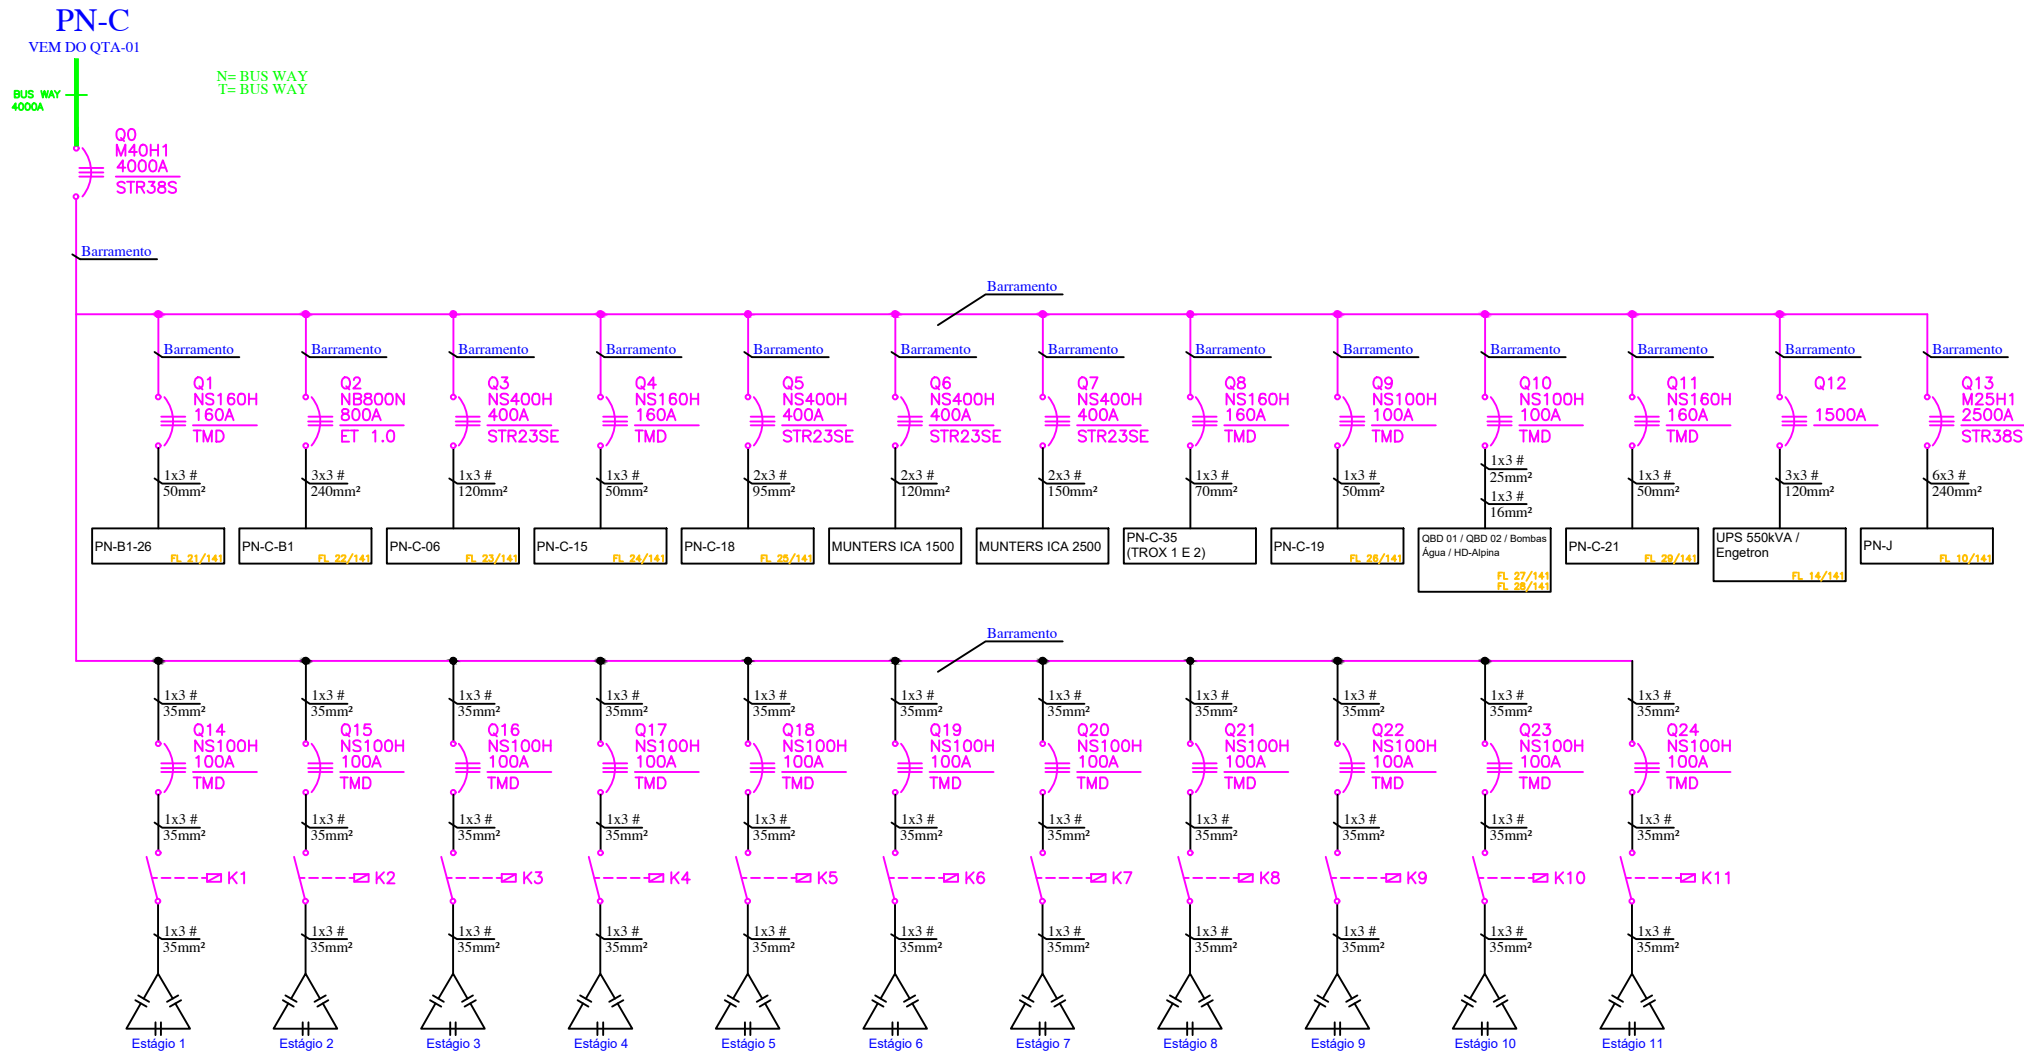 PN-C
VEM DO QTA-01
N= BUS WAY
T= BUS WAY
BUS WAY
4000A
Q0
M40H1
4000A
STR38S
Barramento
Barramento
Barramento
Q1
NS160H
160A
TMD
1x3 #
50mm²
PN-B1-26
FL 21/141
Barramento
Q2
NB800N
800A
ET 1.0
3x3 #
240mm²
PN-C-B1
FL 22/141
Barramento
Q3
NS400H
400A
STR23SE
1x3 #
120mm²
PN-C-06
FL 23/141
Barramento
Q4
NS160H
160A
TMD
1x3 #
50mm²
PN-C-15
FL 24/141
Barramento
Q5
NS400H
400A
STR23SE
2x3 #
95mm²
PN-C-18
FL 25/141
Barramento
Q6
NS400H
400A
STR23SE
2x3 #
120mm²
MUNTERS ICA 1500
Barramento
Q7
NS400H
400A
STR23SE
2x3 #
150mm²
MUNTERS ICA 2500
Barramento
Q8
NS160H
160A
TMD
1x3 #
70mm²
PN-C-35
(TROX 1 E 2)
Barramento
Q9
NS100H
100A
TMD
1x3 #
50mm²
PN-C-19
FL 26/141
Barramento
Q10
NS100H
100A
TMD
1x3 #
25mm²
1x3 #
16mm²
QBD 01 / QBD 02 / Bombas
Água / HD-Alpina
FL 27/141
FL 28/141
Barramento
Q11
NS160H
160A
TMD
1x3 #
50mm²
PN-C-21
FL 29/141
Barramento
Q12
1500A
3x3 #
120mm²
UPS 550kVA /
Engetron
FL 14/141
Barramento
Q13
M25H1
2500A
STR38S
6x3 #
240mm²
PN-J
FL 10/141
Barramento
1x3 #
35mm²
Q14
NS100H
100A
TMD
1x3 #
35mm²
K1
1x3 #
35mm²
Estágio 1
1x3 #
35mm²
Q15
NS100H
100A
TMD
1x3 #
35mm²
K2
1x3 #
35mm²
Estágio 2
1x3 #
35mm²
Q16
NS100H
100A
TMD
1x3 #
35mm²
K3
1x3 #
35mm²
Estágio 3
1x3 #
35mm²
Q17
NS100H
100A
TMD
1x3 #
35mm²
K4
1x3 #
35mm²
Estágio 4
1x3 #
35mm²
Q18
NS100H
100A
TMD
1x3 #
35mm²
K5
1x3 #
35mm²
Estágio 5
1x3 #
35mm²
Q19
NS100H
100A
TMD
1x3 #
35mm²
K6
1x3 #
35mm²
Estágio 6
1x3 #
35mm²
Q20
NS100H
100A
TMD
1x3 #
35mm²
K7
1x3 #
35mm²
Estágio 7
1x3 #
35mm²
Q21
NS100H
100A
TMD
1x3 #
35mm²
K8
1x3 #
35mm²
Estágio 8
1x3 #
35mm²
Q22
NS100H
100A
TMD
1x3 #
35mm²
K9
1x3 #
35mm²
Estágio 9
1x3 #
35mm²
Q23
NS100H
100A
TMD
1x3 #
35mm²
K10
1x3 #
35mm²
Estágio 10
1x3 #
35mm²
Q24
NS100H
100A
TMD
1x3 #
35mm²
K11
1x3 #
35mm²
Estágio 11